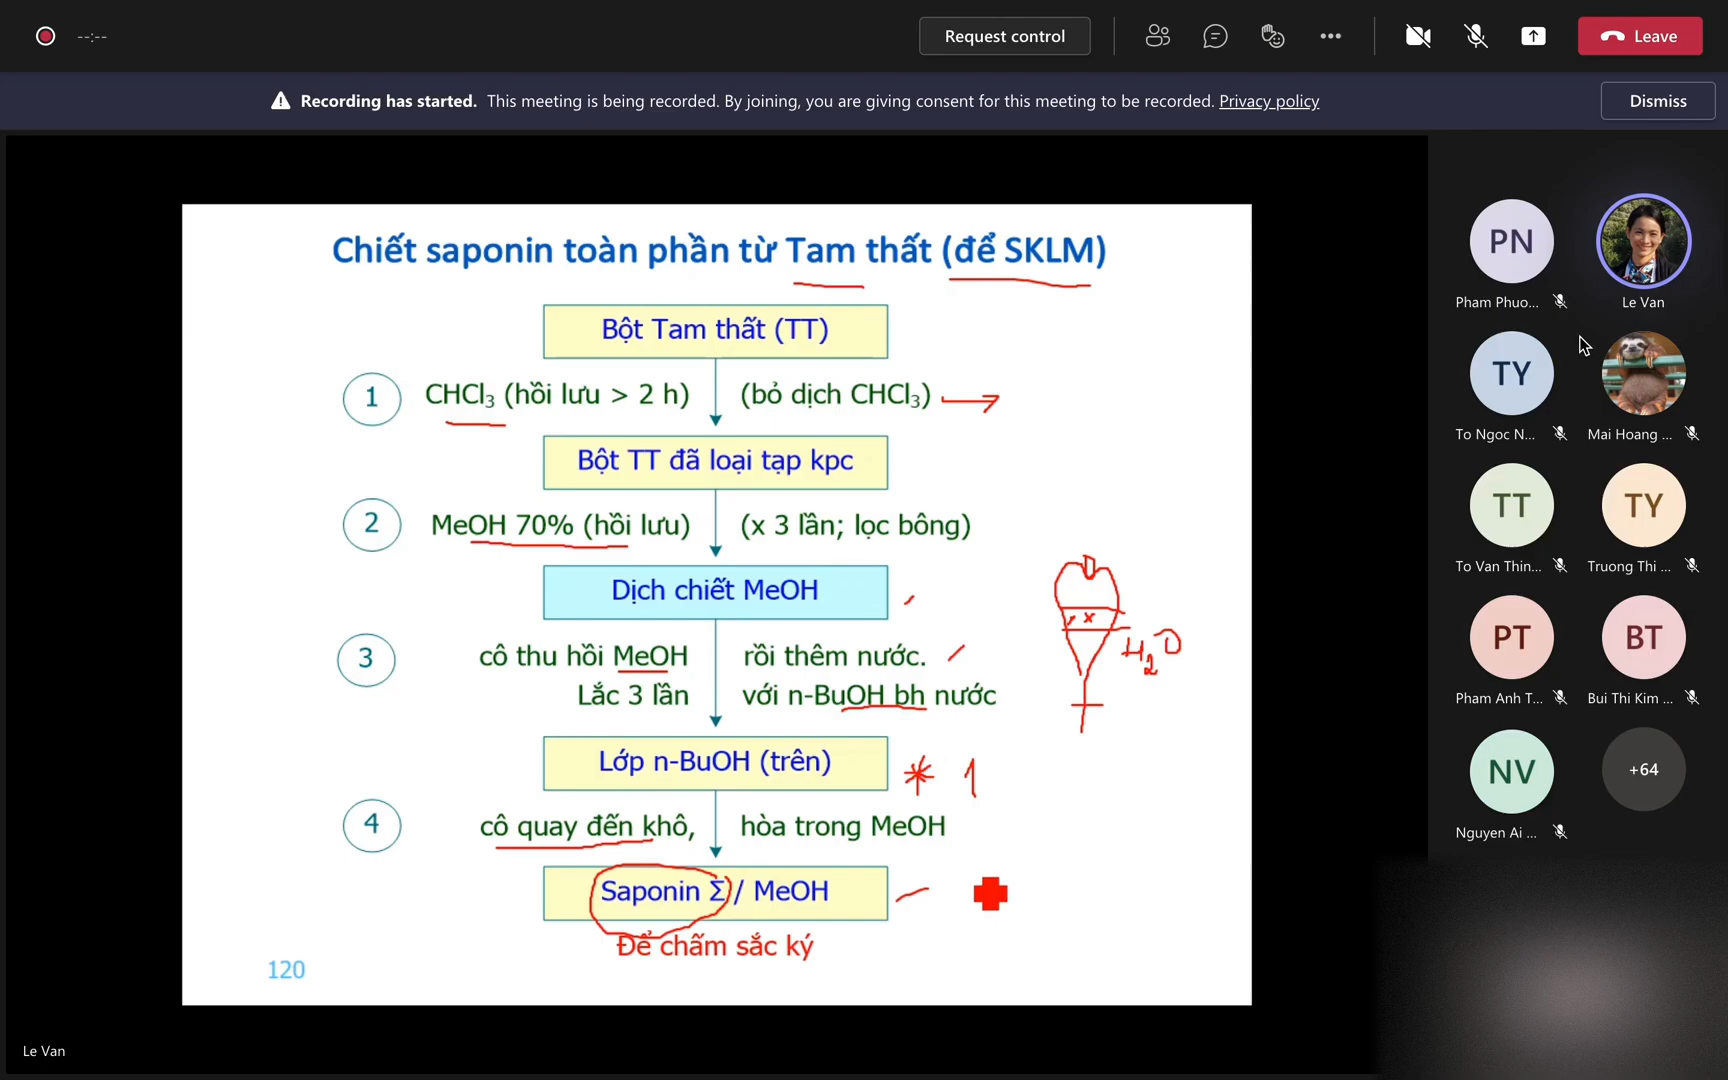 --:--
Request control
Leave
Recording has started. This meeting is being recorded. By joining, you are giving consent for this meeting to be recorded. Privacy policy
Dismiss
Chiết saponin toàn phần từ Tam thất (để SKLM)
Bột Tam thất (TT)
1 CHCl₃ (hồi lưu > 2 h) (bỏ dịch CHCl₃)
Bột TT đã loại tạp kpc
2 MeOH 70% (hồi lưu) (x 3 lần; lọc bông)
Dịch chiết MeOH
3 cô thu hồi MeOH rồi thêm nước.
Lắc 3 lần với n-BuOH bh nước
H₂O
Lớp n-BuOH (trên) * 1
4 cô quay đến khô, hòa trong MeOH
Saponin Σ / MeOH
Để chấm sắc ký
120
PN
Pham Phuo...
Le Van
TY
To Ngoc N...
Mai Hoang ...
TT
To Van Thin...
TY
Truong Thi ...
PT
Pham Anh T...
BT
Bui Thi Kim ...
NV
Nguyen Ai ...
+64
Le Van